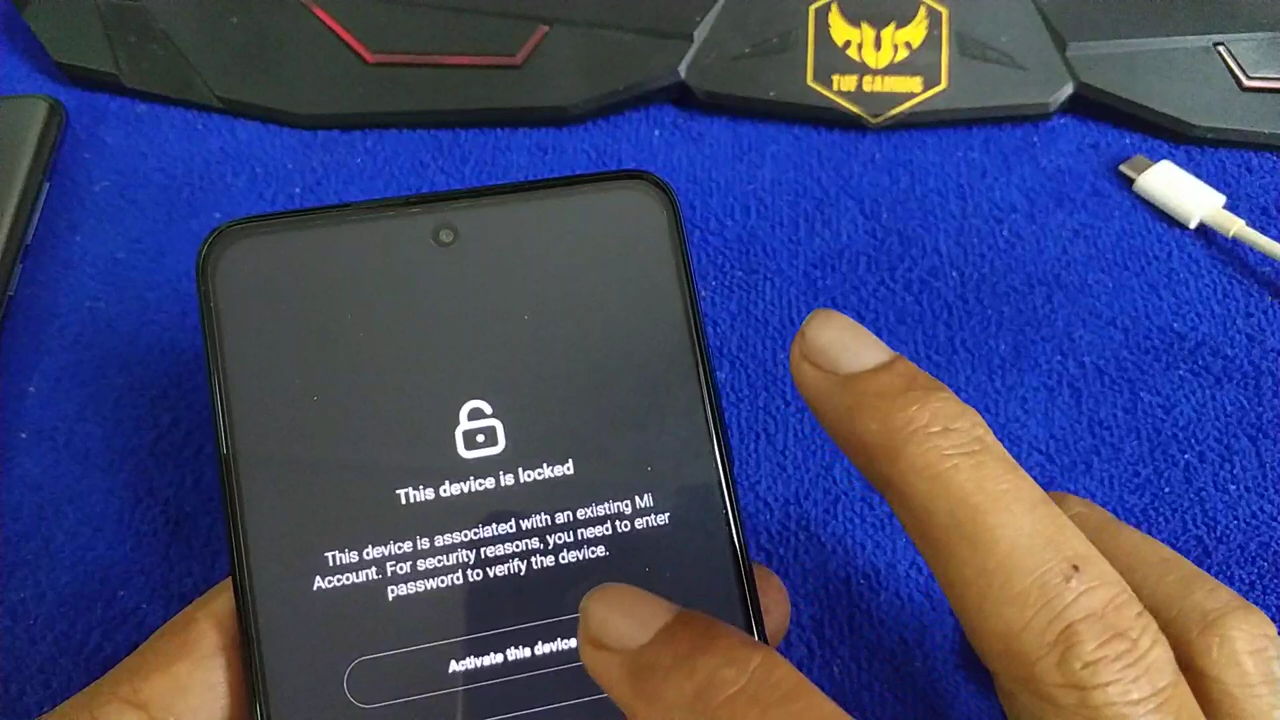 TUF GAMING
This device is locked
This device is associated with an existing Mi
Account. For security reasons, you need to enter
password to verify the device.
Activate this device